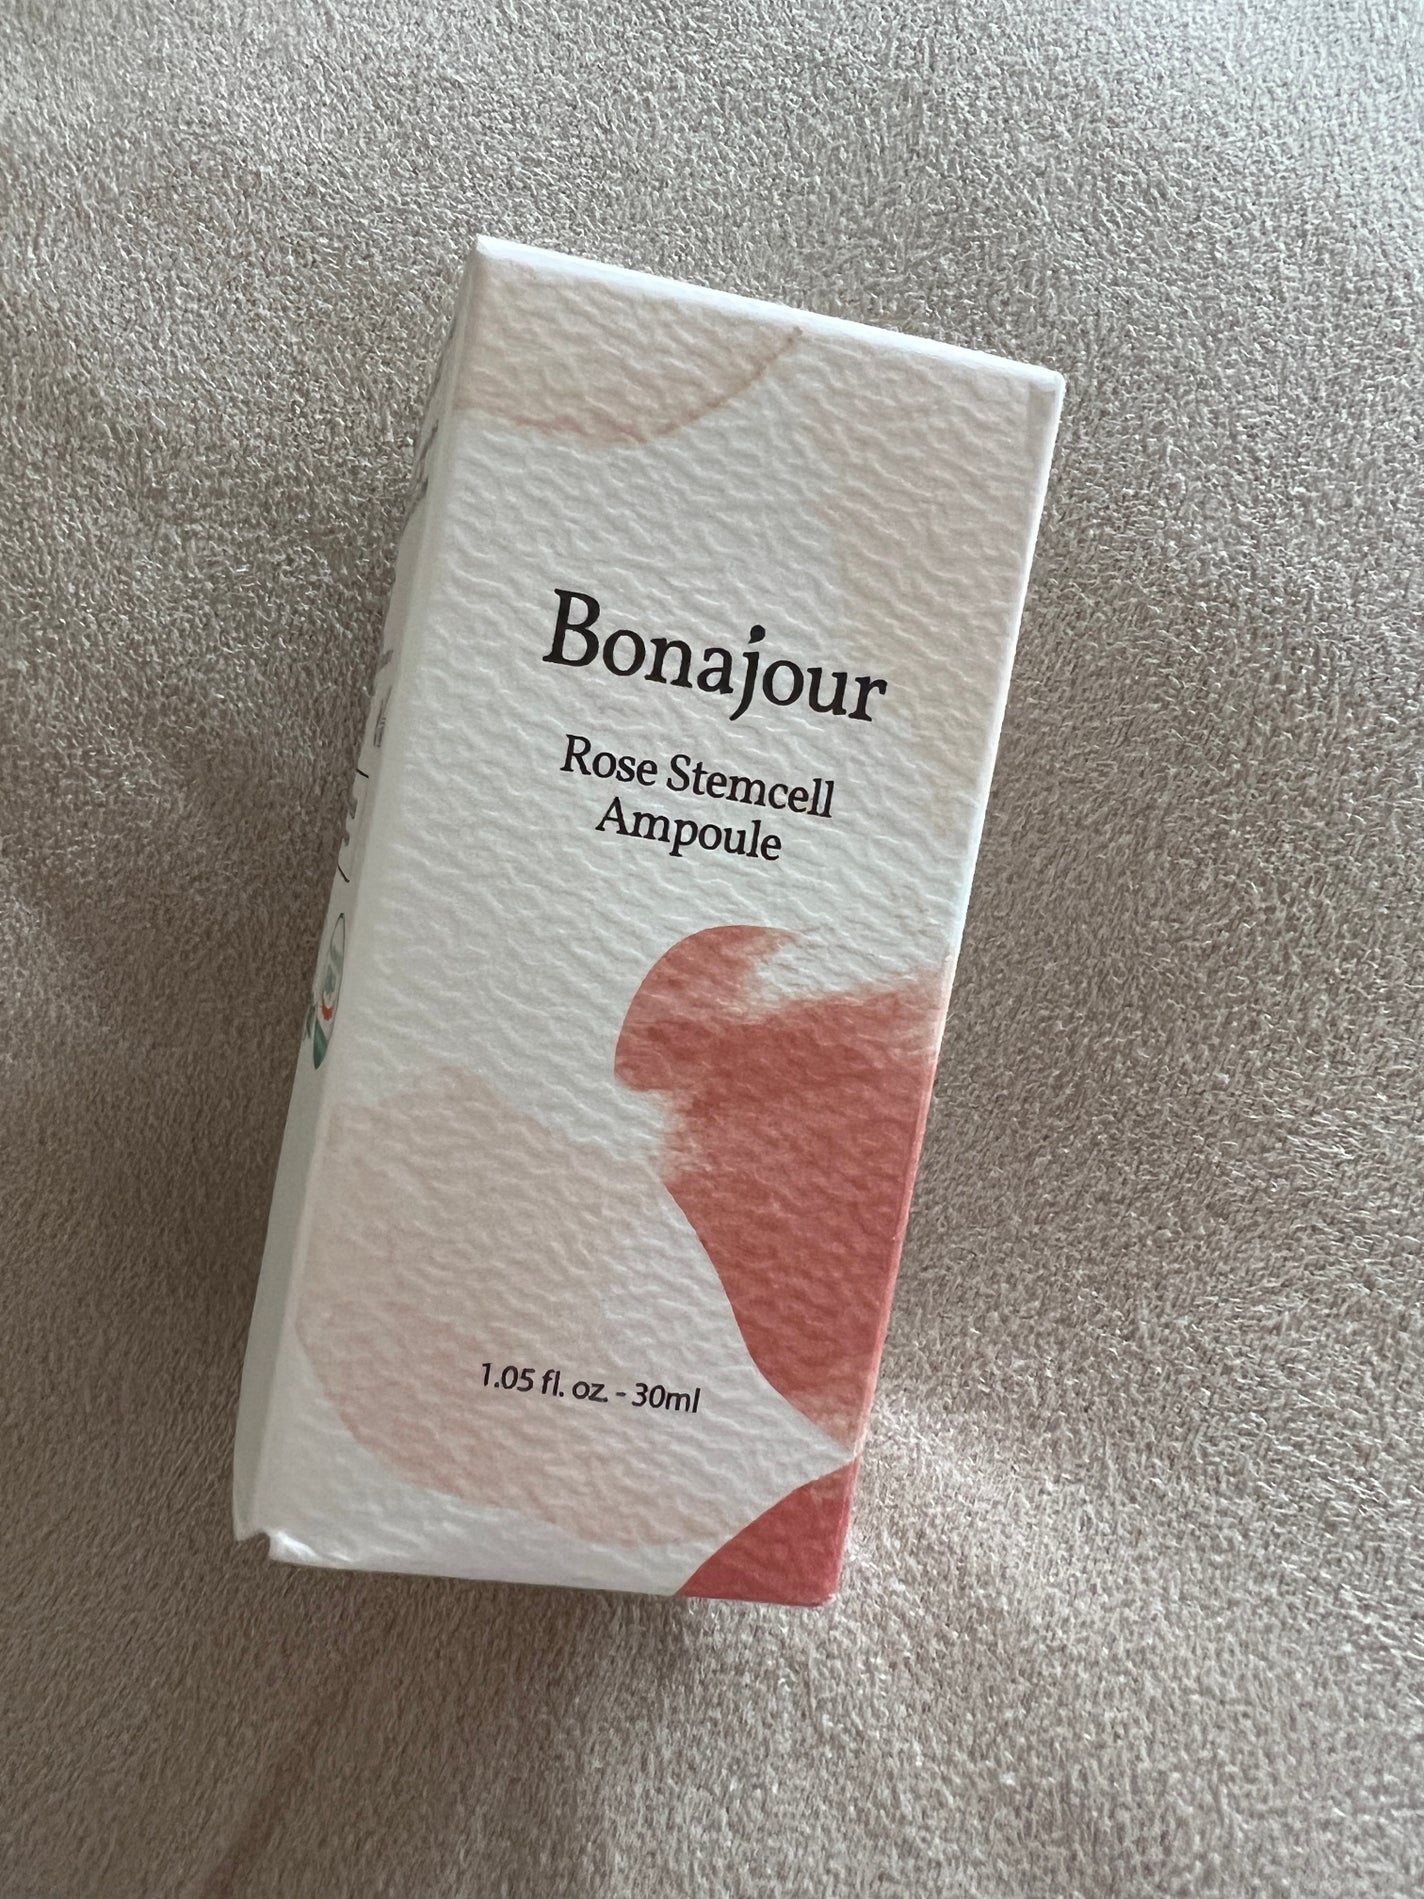 Bonajour
Rose Stemcell
Ampoule
1.05 fl. oz. - 30ml